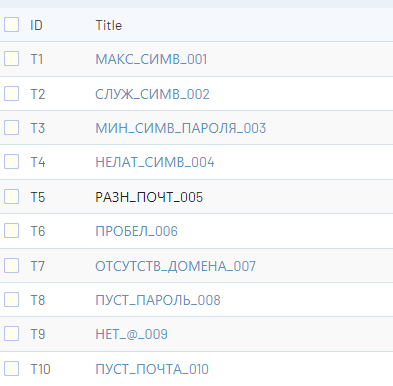 ID Title
T1 МАКС_СИМВ_001
T2 СЛУЖ_СИМВ_002
T3 МИН_СИМВ_ПАРОЛЯ_003
T4 НЕЛАТ_СИМВ_004
T5 РАЗН_ПОЧТ_005
T6 ПРОБЕЛ_006
T7 ОТСУТСТВ_ДОМЕНА_007
T8 ПУСТ_ПАРОЛЬ_008
T9 НЕТ_@_009
T10 ПУСТ_ПОЧТА_010